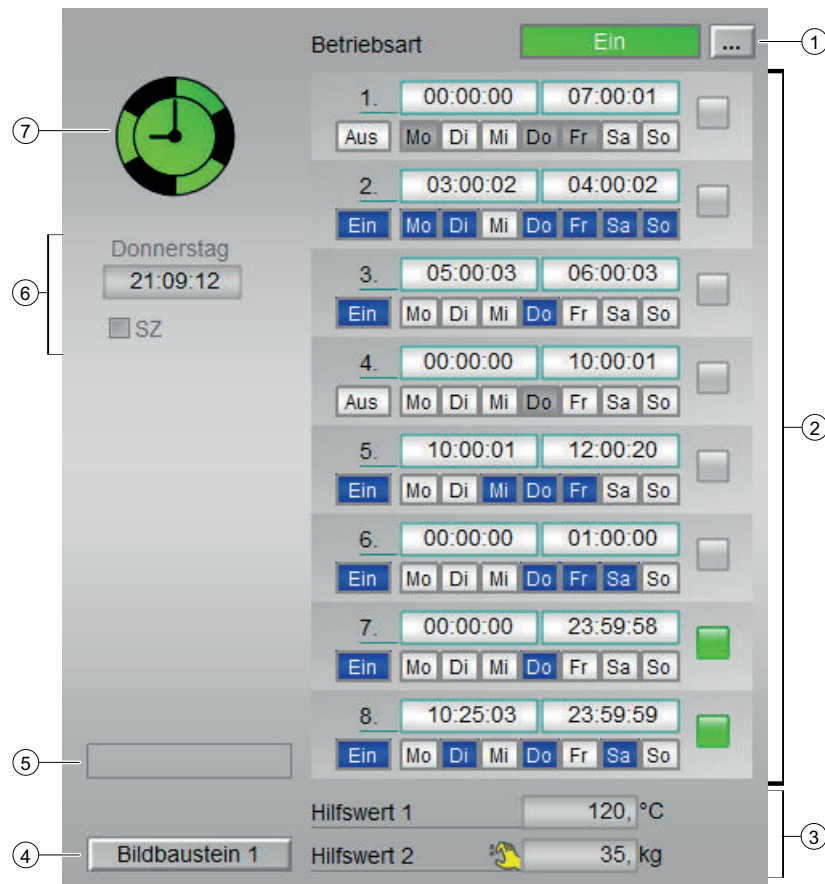 Betriebsart Ein ... 1
1. 00:00:00 07:00:01
Aus Mo Di Mi Do Fr Sa So
7
2. 03:00:02 04:00:02
Ein Mo Di Mi Do Fr Sa So
Donnerstag
21:09:12
SZ
6
3. 05:00:03 06:00:03
Ein Mo Di Mi Do Fr Sa So
4. 00:00:00 10:00:01
Aus Mo Di Mi Do Fr Sa So
2
5. 10:00:01 12:00:20
Ein Mo Di Mi Do Fr Sa So
6. 00:00:00 01:00:00
Ein Mo Di Mi Do Fr Sa So
7. 00:00:00 23:59:58
Ein Mo Di Mi Do Fr Sa So
8. 10:25:03 23:59:59
Ein Mo Di Mi Do Fr Sa So
5
Hilfswert 1 120, °C
3
4 Bildbaustein 1
Hilfswert 2 35, kg